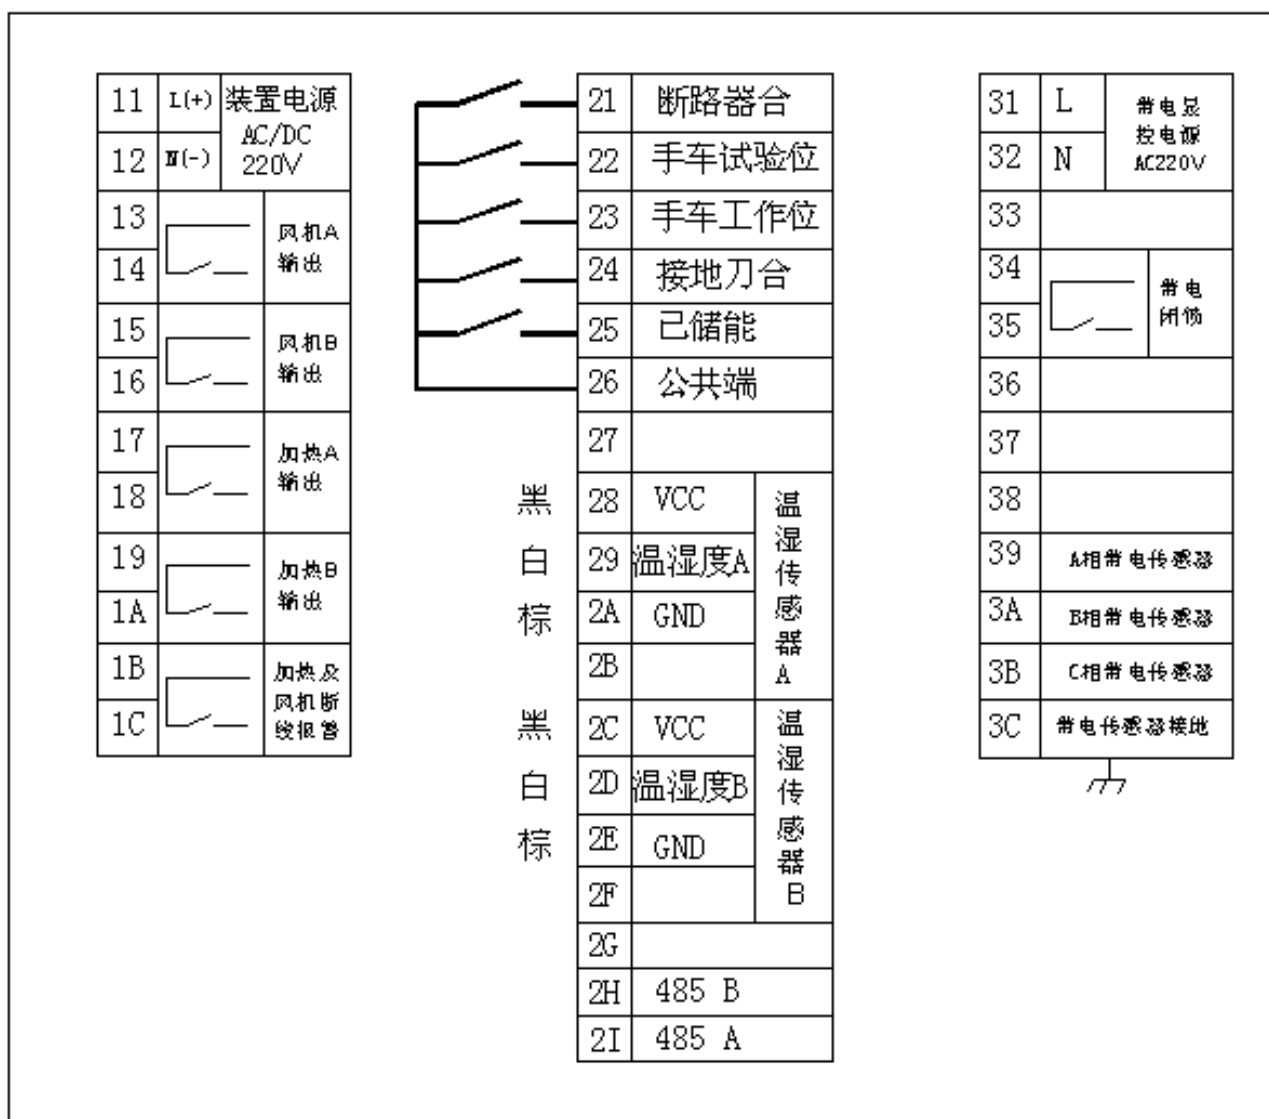 11 L(+) 装置电源
AC/DC
12 N(-) 220V
13
风机A
14 输出
15
风机B
16 输出
17
加热A
18 输出
19
加热B
1A 输出
1B 加热及
风机断
1C 线报警
21 断路器合
22 手车试验位
23 手车工作位
24 接地刀合
25 已储能
26 公共端
27
黑 28 VCC
白 29 温湿度A
棕 2A GND
2B
温湿传感器A
黑 2C VCC
白 2D 温湿度B
棕 2E GND
2F
温湿传感器B
2G
2H 485 B
2I 485 A
31 L 带电显
控电源
32 N AC220V
33
34
带电
35 闭锁
36
37
38
39 A相带电传感器
3A B相带电传感器
3B C相带电传感器
3C 带电传感器接地